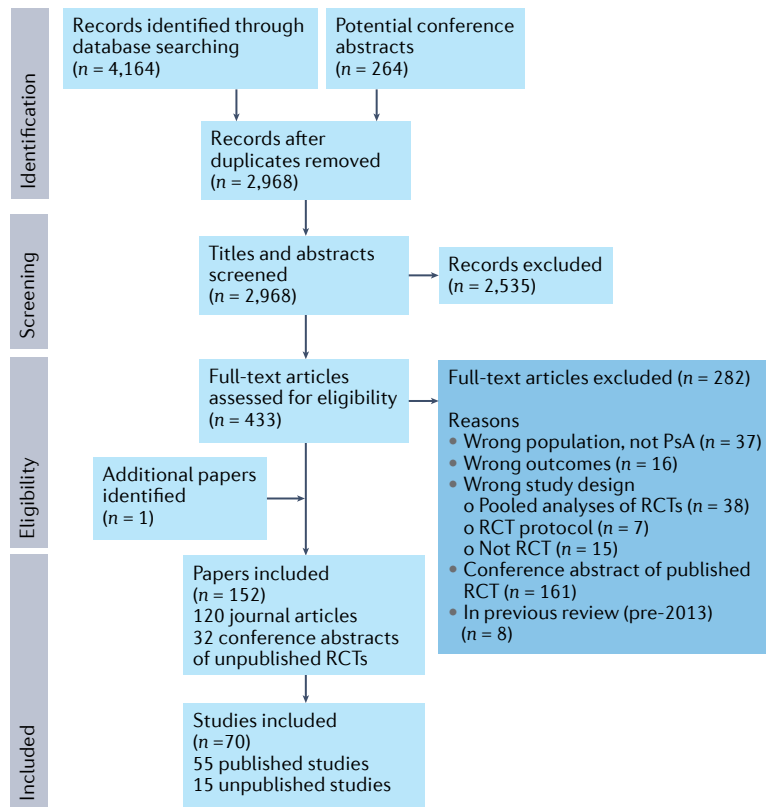 Identification
Records identified through
database searching
(n = 4,164)
Potential conference
abstracts
(n = 264)
Records after
duplicates removed
(n = 2,968)
Screening
Titles and abstracts
screened
(n = 2,968)
Records excluded
(n = 2,535)
Eligibility
Full-text articles
assessed for eligibility
(n = 433)
Full-text articles excluded (n = 282)
Reasons
• Wrong population, not PsA (n = 37)
• Wrong outcomes (n = 16)
• Wrong study design
o Pooled analyses of RCTs (n = 38)
o RCT protocol (n = 7)
o Not RCT (n = 15)
• Conference abstract of published
RCT (n = 161)
• In previous review (pre-2013)
(n = 8)
Additional papers
identified
(n = 1)
Included
Papers included
(n = 152)
120 journal articles
32 conference abstracts
of unpublished RCTs
Studies included
(n =70)
55 published studies
15 unpublished studies